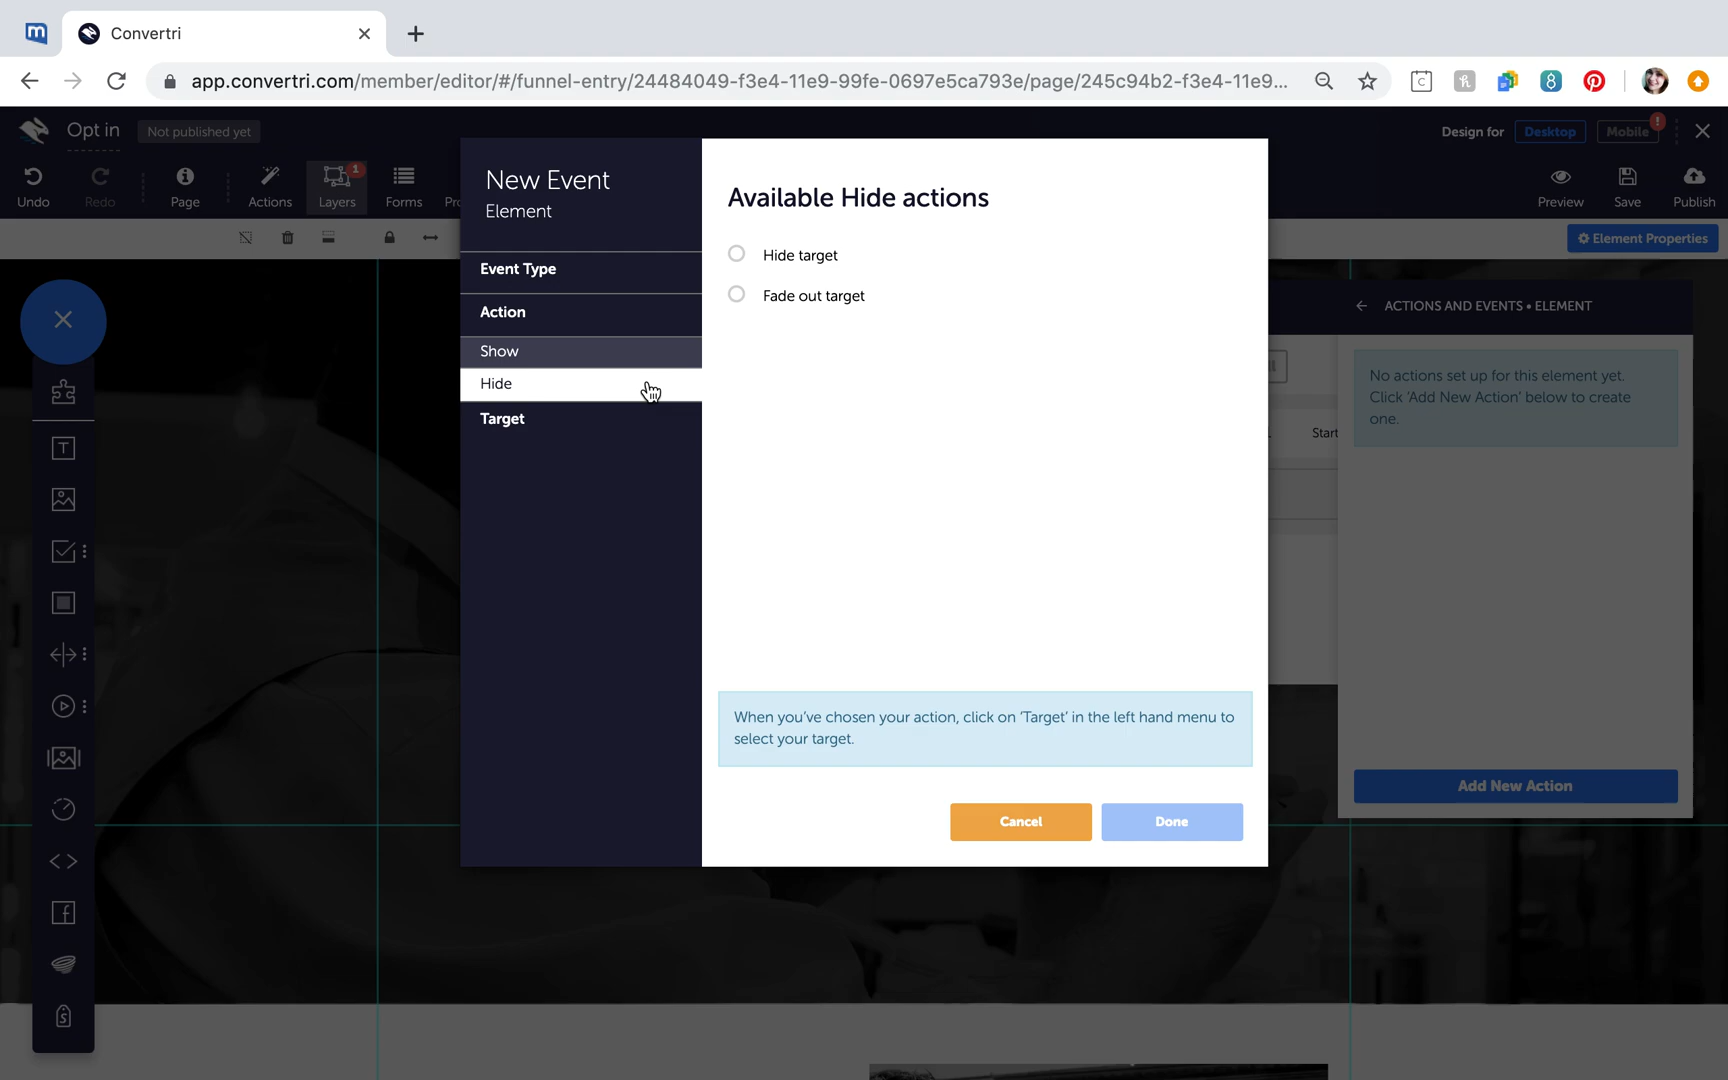 Convertri
app.convertri.com/member/editor/#/funnel-entry/24484049-f3e4-11e9-99fe-0697e5ca793e/page/245c94b2-f3e4-11e9...
Opt in
Not published yet
Design for
Desktop
Mobile
!
Undo
Redo
Page
Actions
Layers
1
Forms
Pro
Preview
Save
Publish
Element Properties
New Event
Element
Event Type
Action
Show
Hide
Target
Available Hide actions
Hide target
Fade out target
When you've chosen your action, click on 'Target' in the left hand menu to
select your target.
Cancel
Done
Start
ACTIONS AND EVENTS • ELEMENT
No actions set up for this element yet.
Click 'Add New Action' below to create
one.
Add New Action